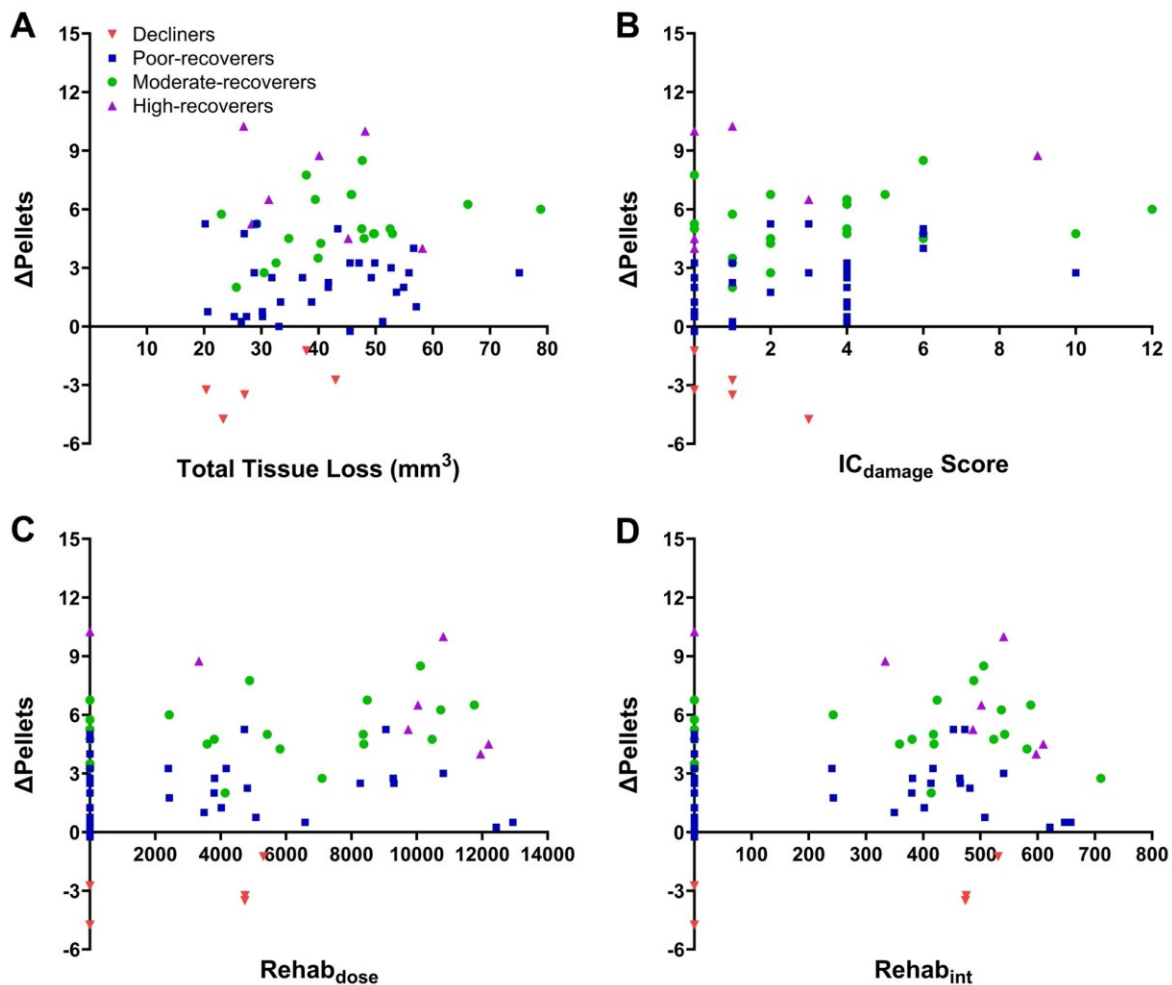 A
15
12
9
6
3
0
-3
-6
ΔPellets
Decliners
Poor-recoverers
Moderate-recoverers
High-recoverers
10 20 30 40 50 60 70 80
Total Tissue Loss (mm³)
B
15
12
9
6
3
0
-3
-6
ΔPellets
2 4 6 8 10 12
IC_damage Score
C
15
12
9
6
3
0
-3
-6
ΔPellets
2000 4000 6000 8000 10000 12000 14000
Rehab_dose
D
15
12
9
6
3
0
-3
-6
ΔPellets
100 200 300 400 500 600 700 800
Rehab_int